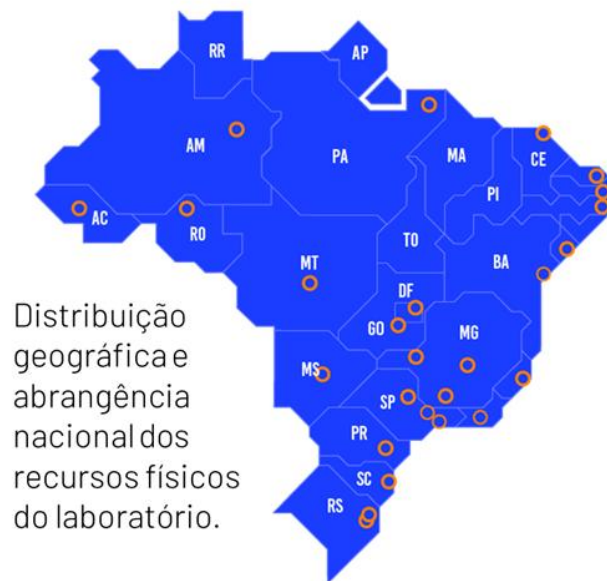 RR
AP
AM
PA
MA
CE
PI
AC
RO
TO
BA
MT
DF
GO
MG
MS
SP
PR
SC
RS
Distribuição
geográfica e
abrangência
nacional dos
recursos físicos
do laboratório.